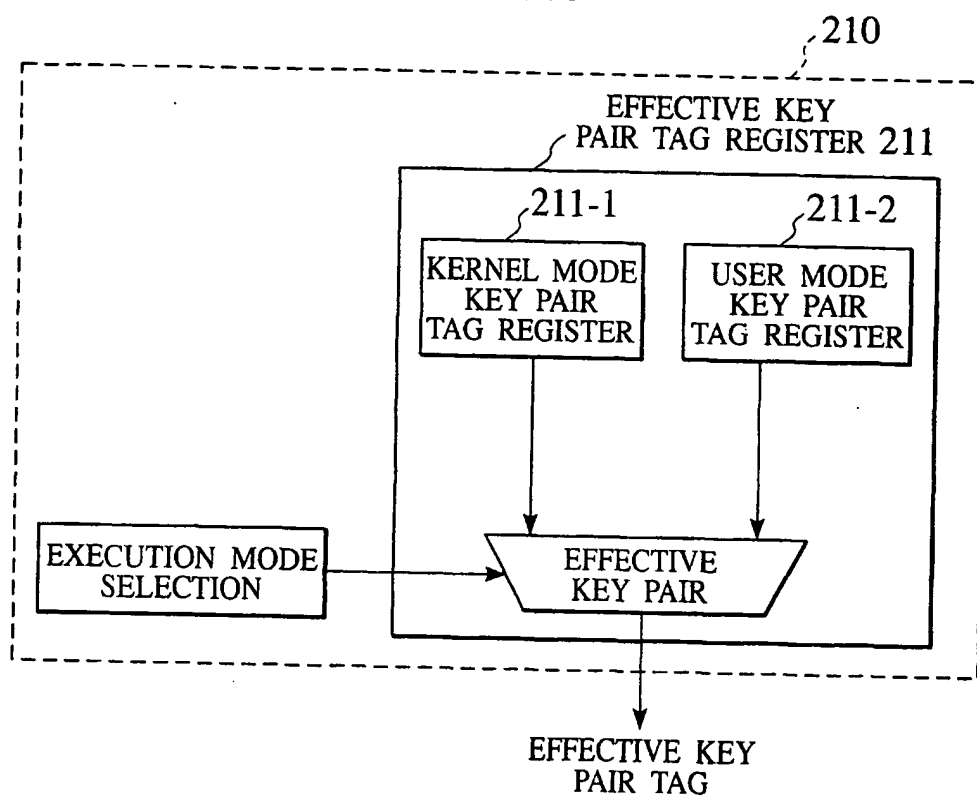 210
EFFECTIVE KEY
PAIR TAG REGISTER 211
211-1
211-2
KERNEL MODE
KEY PAIR
TAG REGISTER
USER MODE
KEY PAIR
TAG REGISTER
EXECUTION MODE
SELECTION
EFFECTIVE
KEY PAIR
EFFECTIVE KEY
PAIR TAG